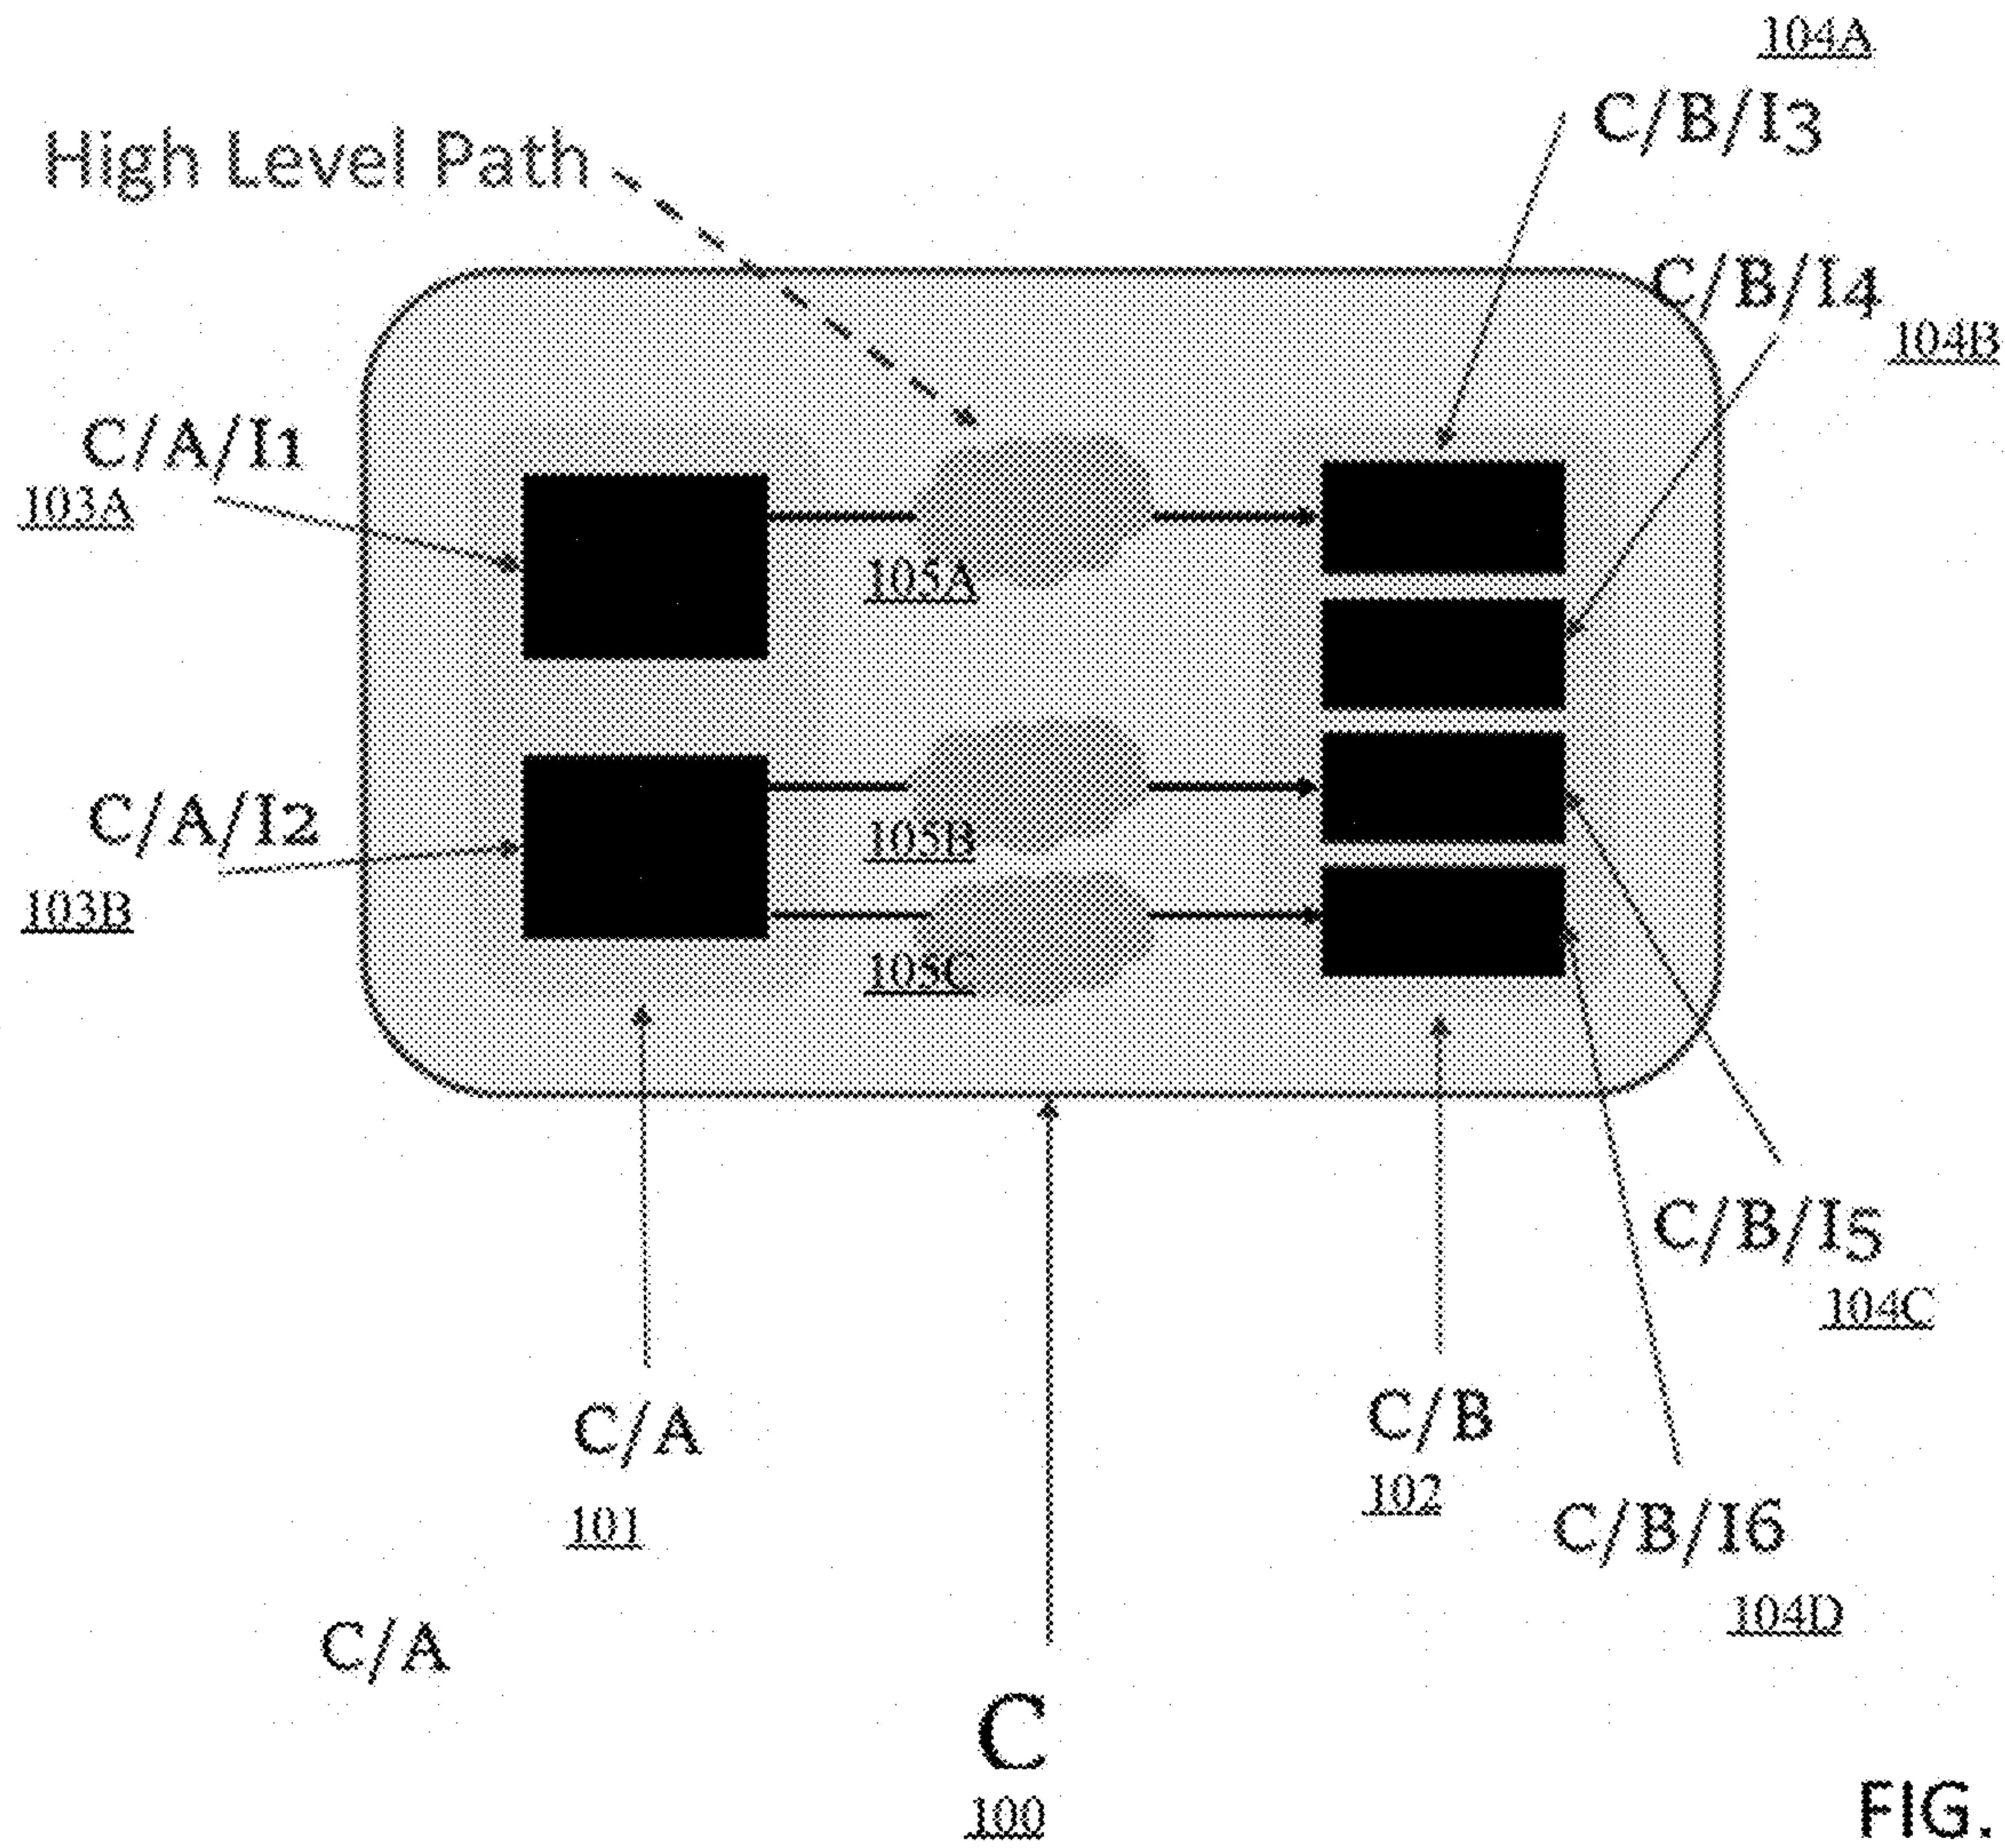 104A
C/B/I3
High Level Path
C/B/I4
104B
C/A/I1
103A
105A
C/A/I2
105B
103B
105C
C/B/I5
104C
C/A
C/B
102
101
C/B/I6
104D
C/A
C
100
FIG.